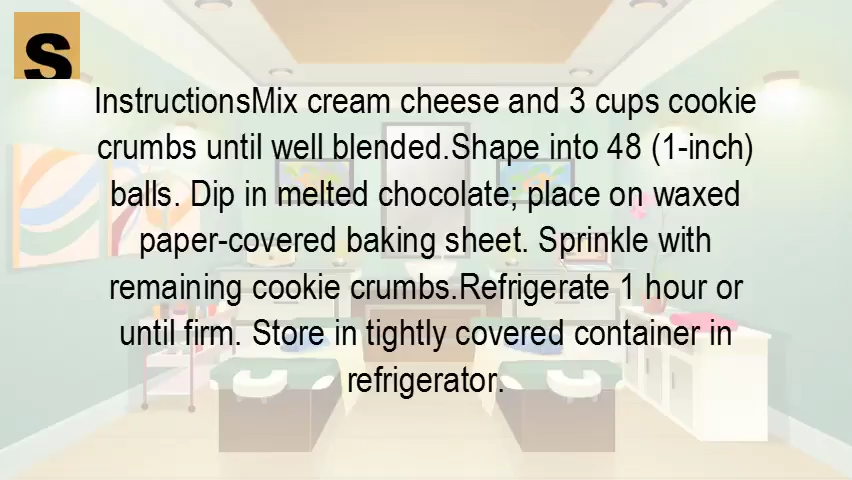 S
InstructionsMix cream cheese and 3 cups cookie
crumbs until well blended.Shape into 48 (1-inch)
balls. Dip in melted chocolate; place on waxed
paper-covered baking sheet. Sprinkle with
remaining cookie crumbs.Refrigerate 1 hour or
until firm. Store in tightly covered container in
refrigerator.